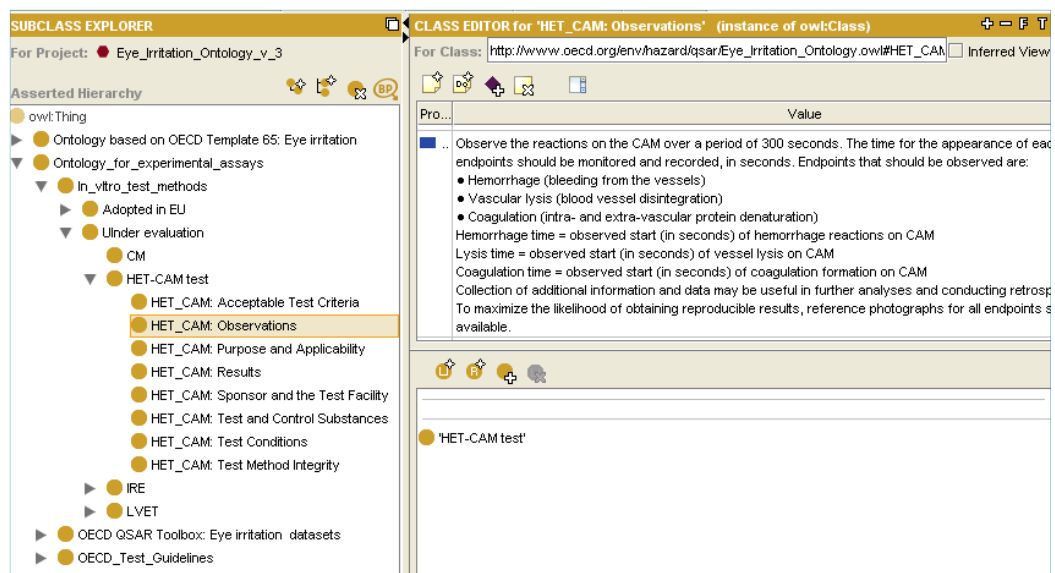 SUBCLASS EXPLORER
For Project: Eye_Irritation_Ontology_v_3
Asserted Hierarchy
BP
owl:Thing
Ontology based on OECD Template 65: Eye irritation
Ontology_for_experimental_assays
In_vitro_test_methods
Adopted in EU
Ulnder evaluation
CM
HET-CAM test
HET_CAM: Acceptable Test Criteria
HET_CAM: Observations
HET_CAM: Purpose and Applicability
HET_CAM: Results
HET_CAM: Sponsor and the Test Facility
HET_CAM: Test and Control Substances
HET_CAM: Test Conditions
HET_CAM: Test Method Integrity
IRE
LVET
OECD QSAR Toolbox: Eye irritation datasets
OECD_Test_Guidelines
CLASS EDITOR for 'HET_CAM: Observations' (instance of owl:Class)
F T
For Class: http://www.oecd.org/env/hazard/qsar/Eye_Irritation_Ontology.owl#HET_CAM Inferred View
Pro... Value
.. Observe the reactions on the CAM over a period of 300 seconds. The time for the appearance of eac
endpoints should be monitored and recorded, in seconds. Endpoints that should be observed are:
● Hemorrhage (bleeding from the vessels)
● Vascular lysis (blood vessel disintegration)
● Coagulation (intra- and extra-vascular protein denaturation)
Hemorrhage time = observed start (in seconds) of hemorrhage reactions on CAM
Lysis time = observed start (in seconds) of vessel lysis on CAM
Coagulation time = observed start (in seconds) of coagulation formation on CAM
Collection of additional information and data may be useful in further analyses and conducting retrosp
To maximize the likelihood of obtaining reproducible results, reference photographs for all endpoints s
available.
'HET-CAM test'